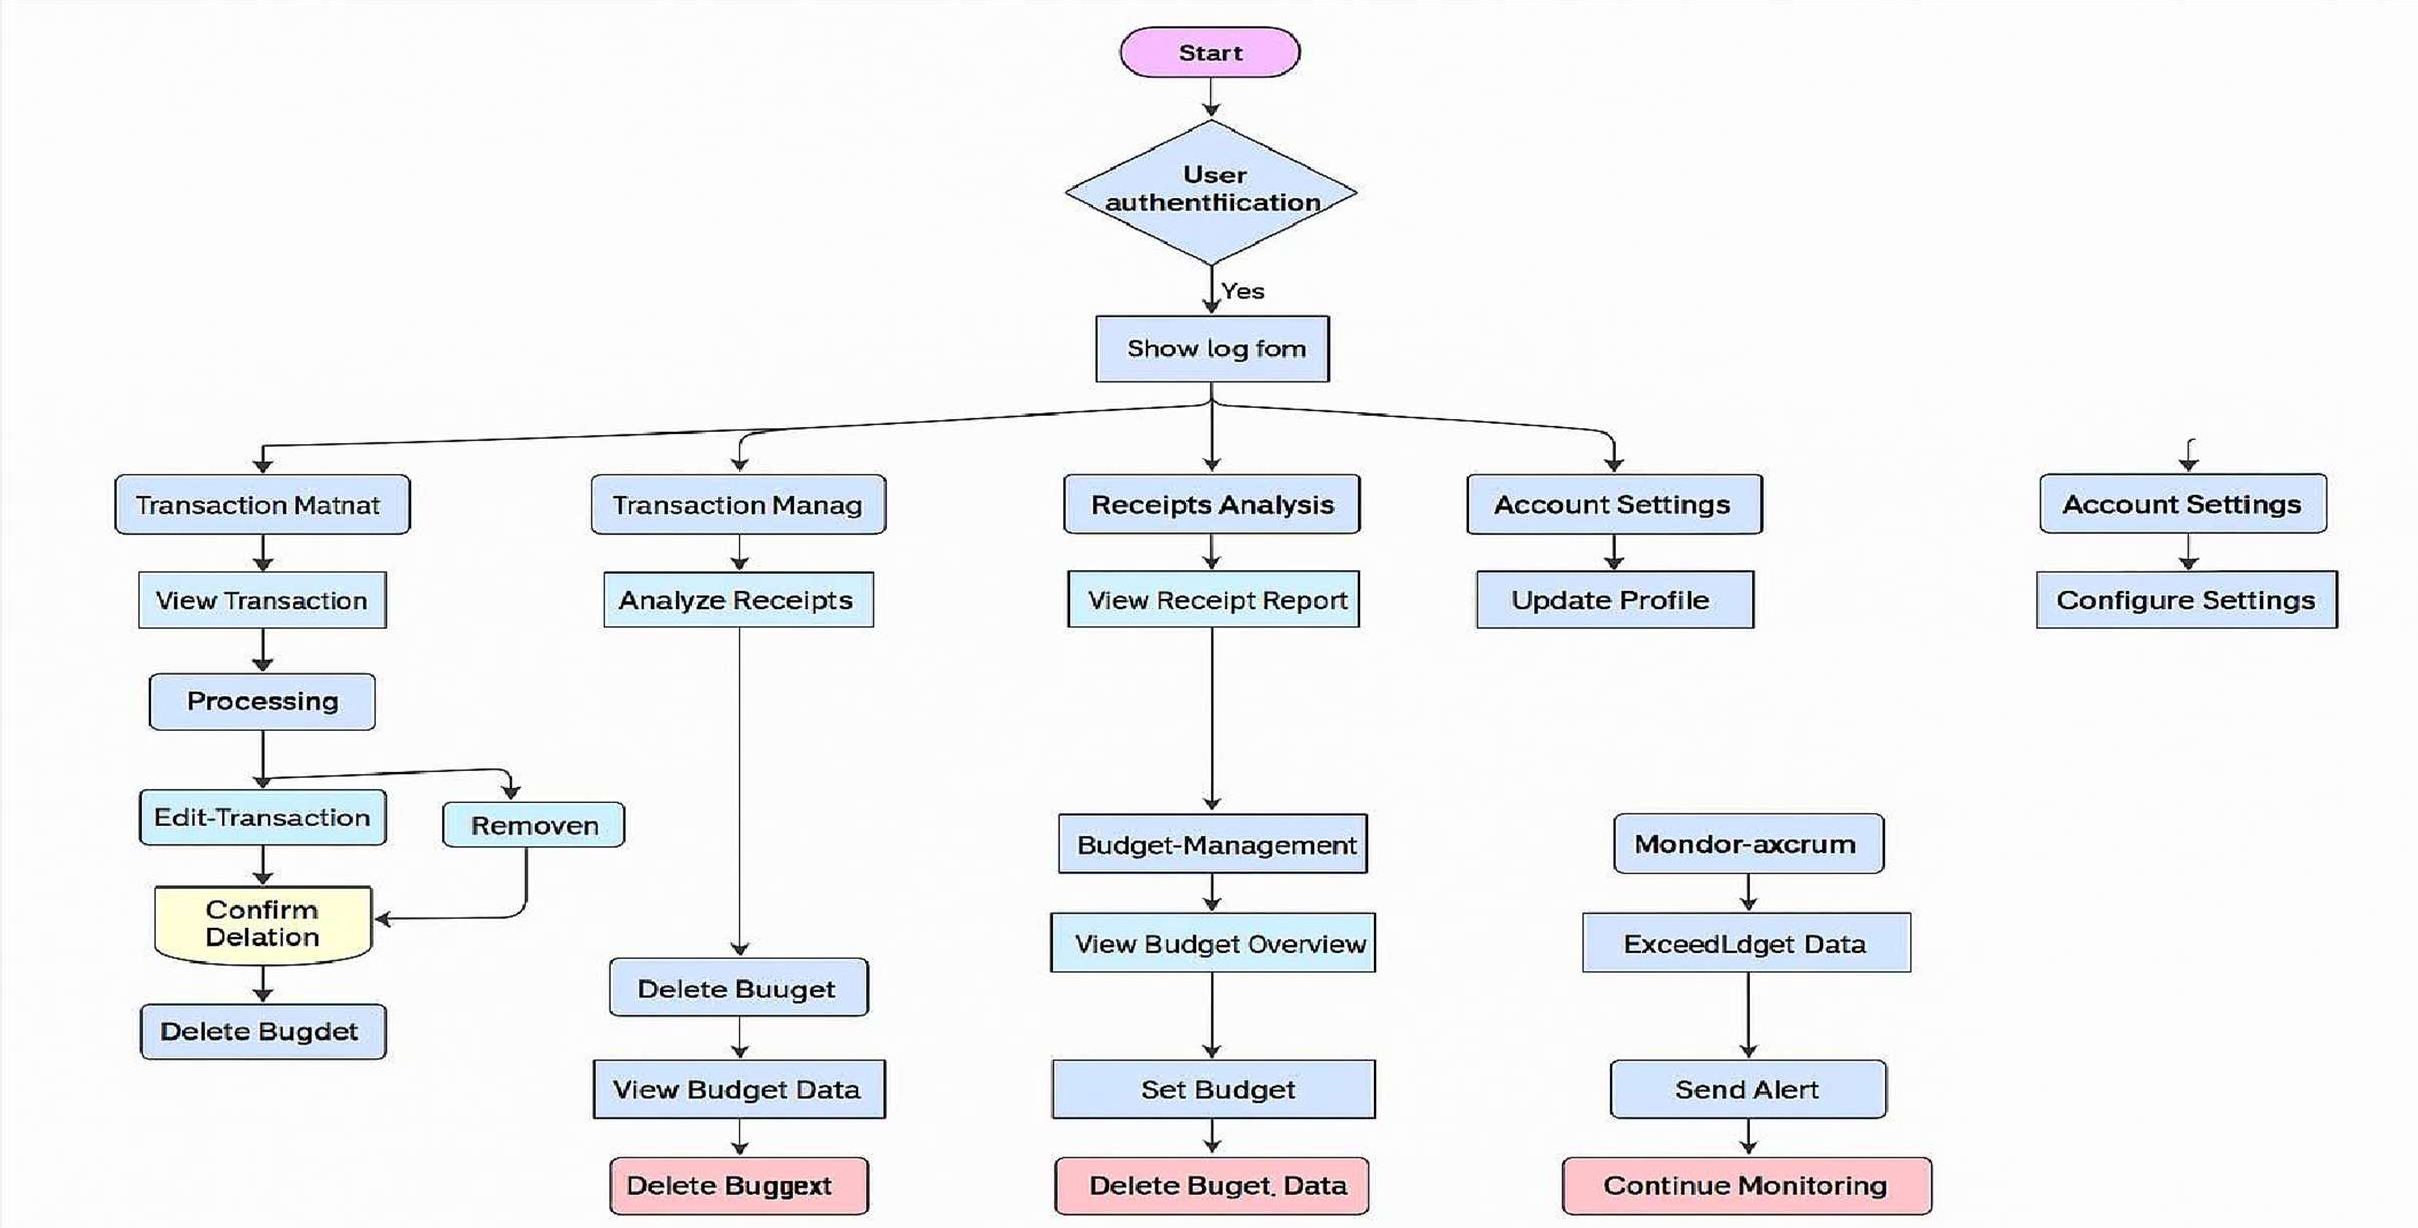 Start
User
authentfiication
Yes
Show log fom
Transaction Matnat
Transaction Manag
Receipts Analysis
Account Settings
Account Settings
View Transaction
Analyze Receipts
View Receipt Report
Update Profile
Configure Settings
Processing
Edit-Transaction
Removen
Budget-Management
Mondor-axcrum
Confirm
Delation
View Budget Overview
ExceedLdget Data
Delete Buuget
Delete Bugdet
View Budget Data
Set Budget
Send Alert
Delete
Delete Buget. Data
Continue Monitoring